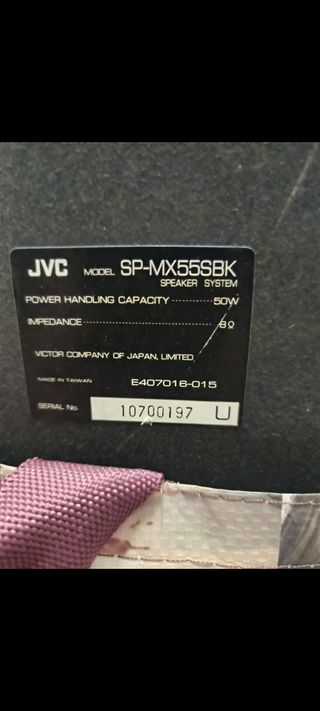 JVC MODEL SP-MX55SBK
SPEAKER SYSTEM
POWER HANDLING CAPACITY ········ 50W
IMPEDANCE ···························· 8Ω
VICTOR COMPANY OF JAPAN, LIMITED
MADE IN TAIWAN E407016-015
SERIAL No. 10700197 U